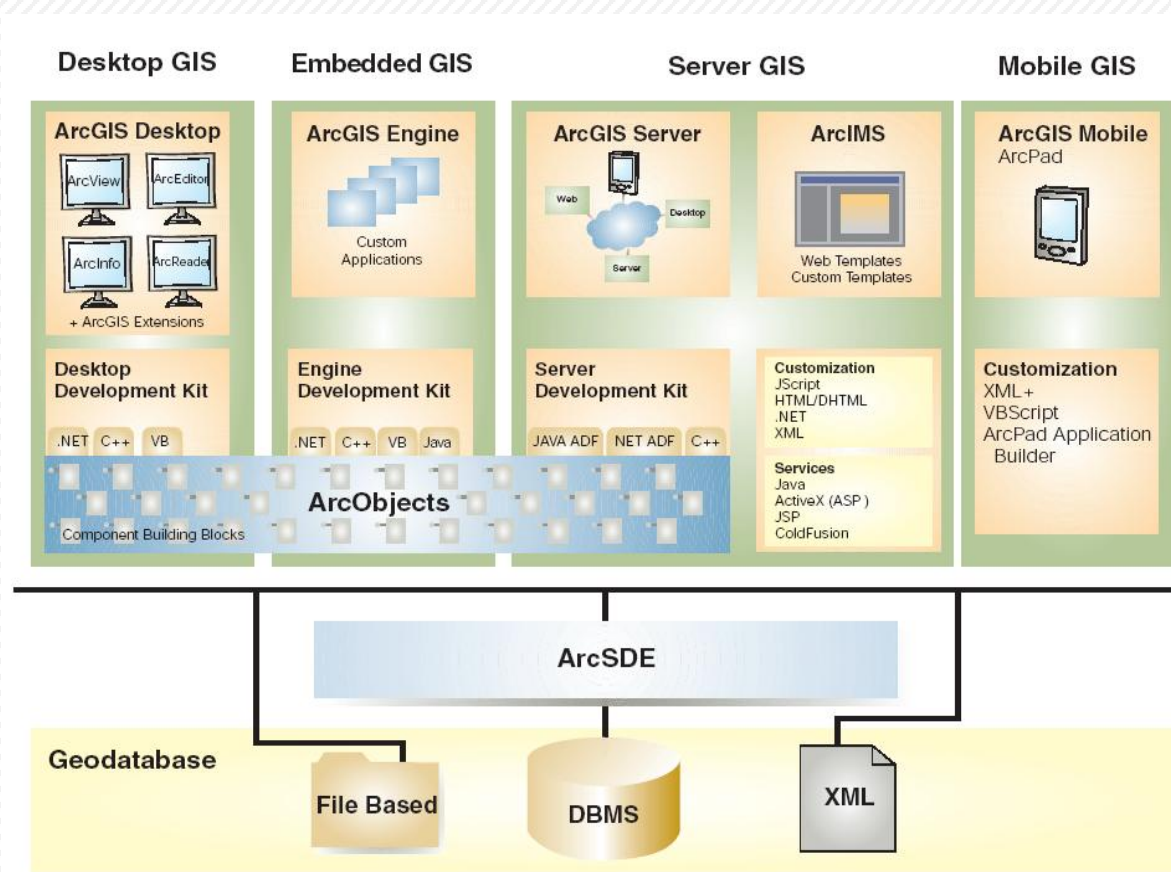 Desktop GIS
Embedded GIS
Server GIS
Mobile GIS
ArcGIS Desktop
ArcView
ArcEditor
ArcInfo
ArcReader
+ ArcGIS Extensions
Desktop
Development Kit
.NET
C++
VB
ArcGIS Engine
Custom
Applications
Engine
Development Kit
.NET
C++
VB
Java
ArcGIS Server
Web
Desktop
Server
Server
Development Kit
JAVA ADF
NET ADF
C++
ArcIMS
Web Templates
Custom Templates
Customization
JScript
HTML/DHTML
.NET
XML
Services
Java
ActiveX (ASP )
JSP
ColdFusion
ArcGIS Mobile
ArcPad
Customization
XML+
VBScript
ArcPad Application
Builder
ArcObjects
Component Building Blocks
ArcSDE
Geodatabase
File Based
DBMS
XML